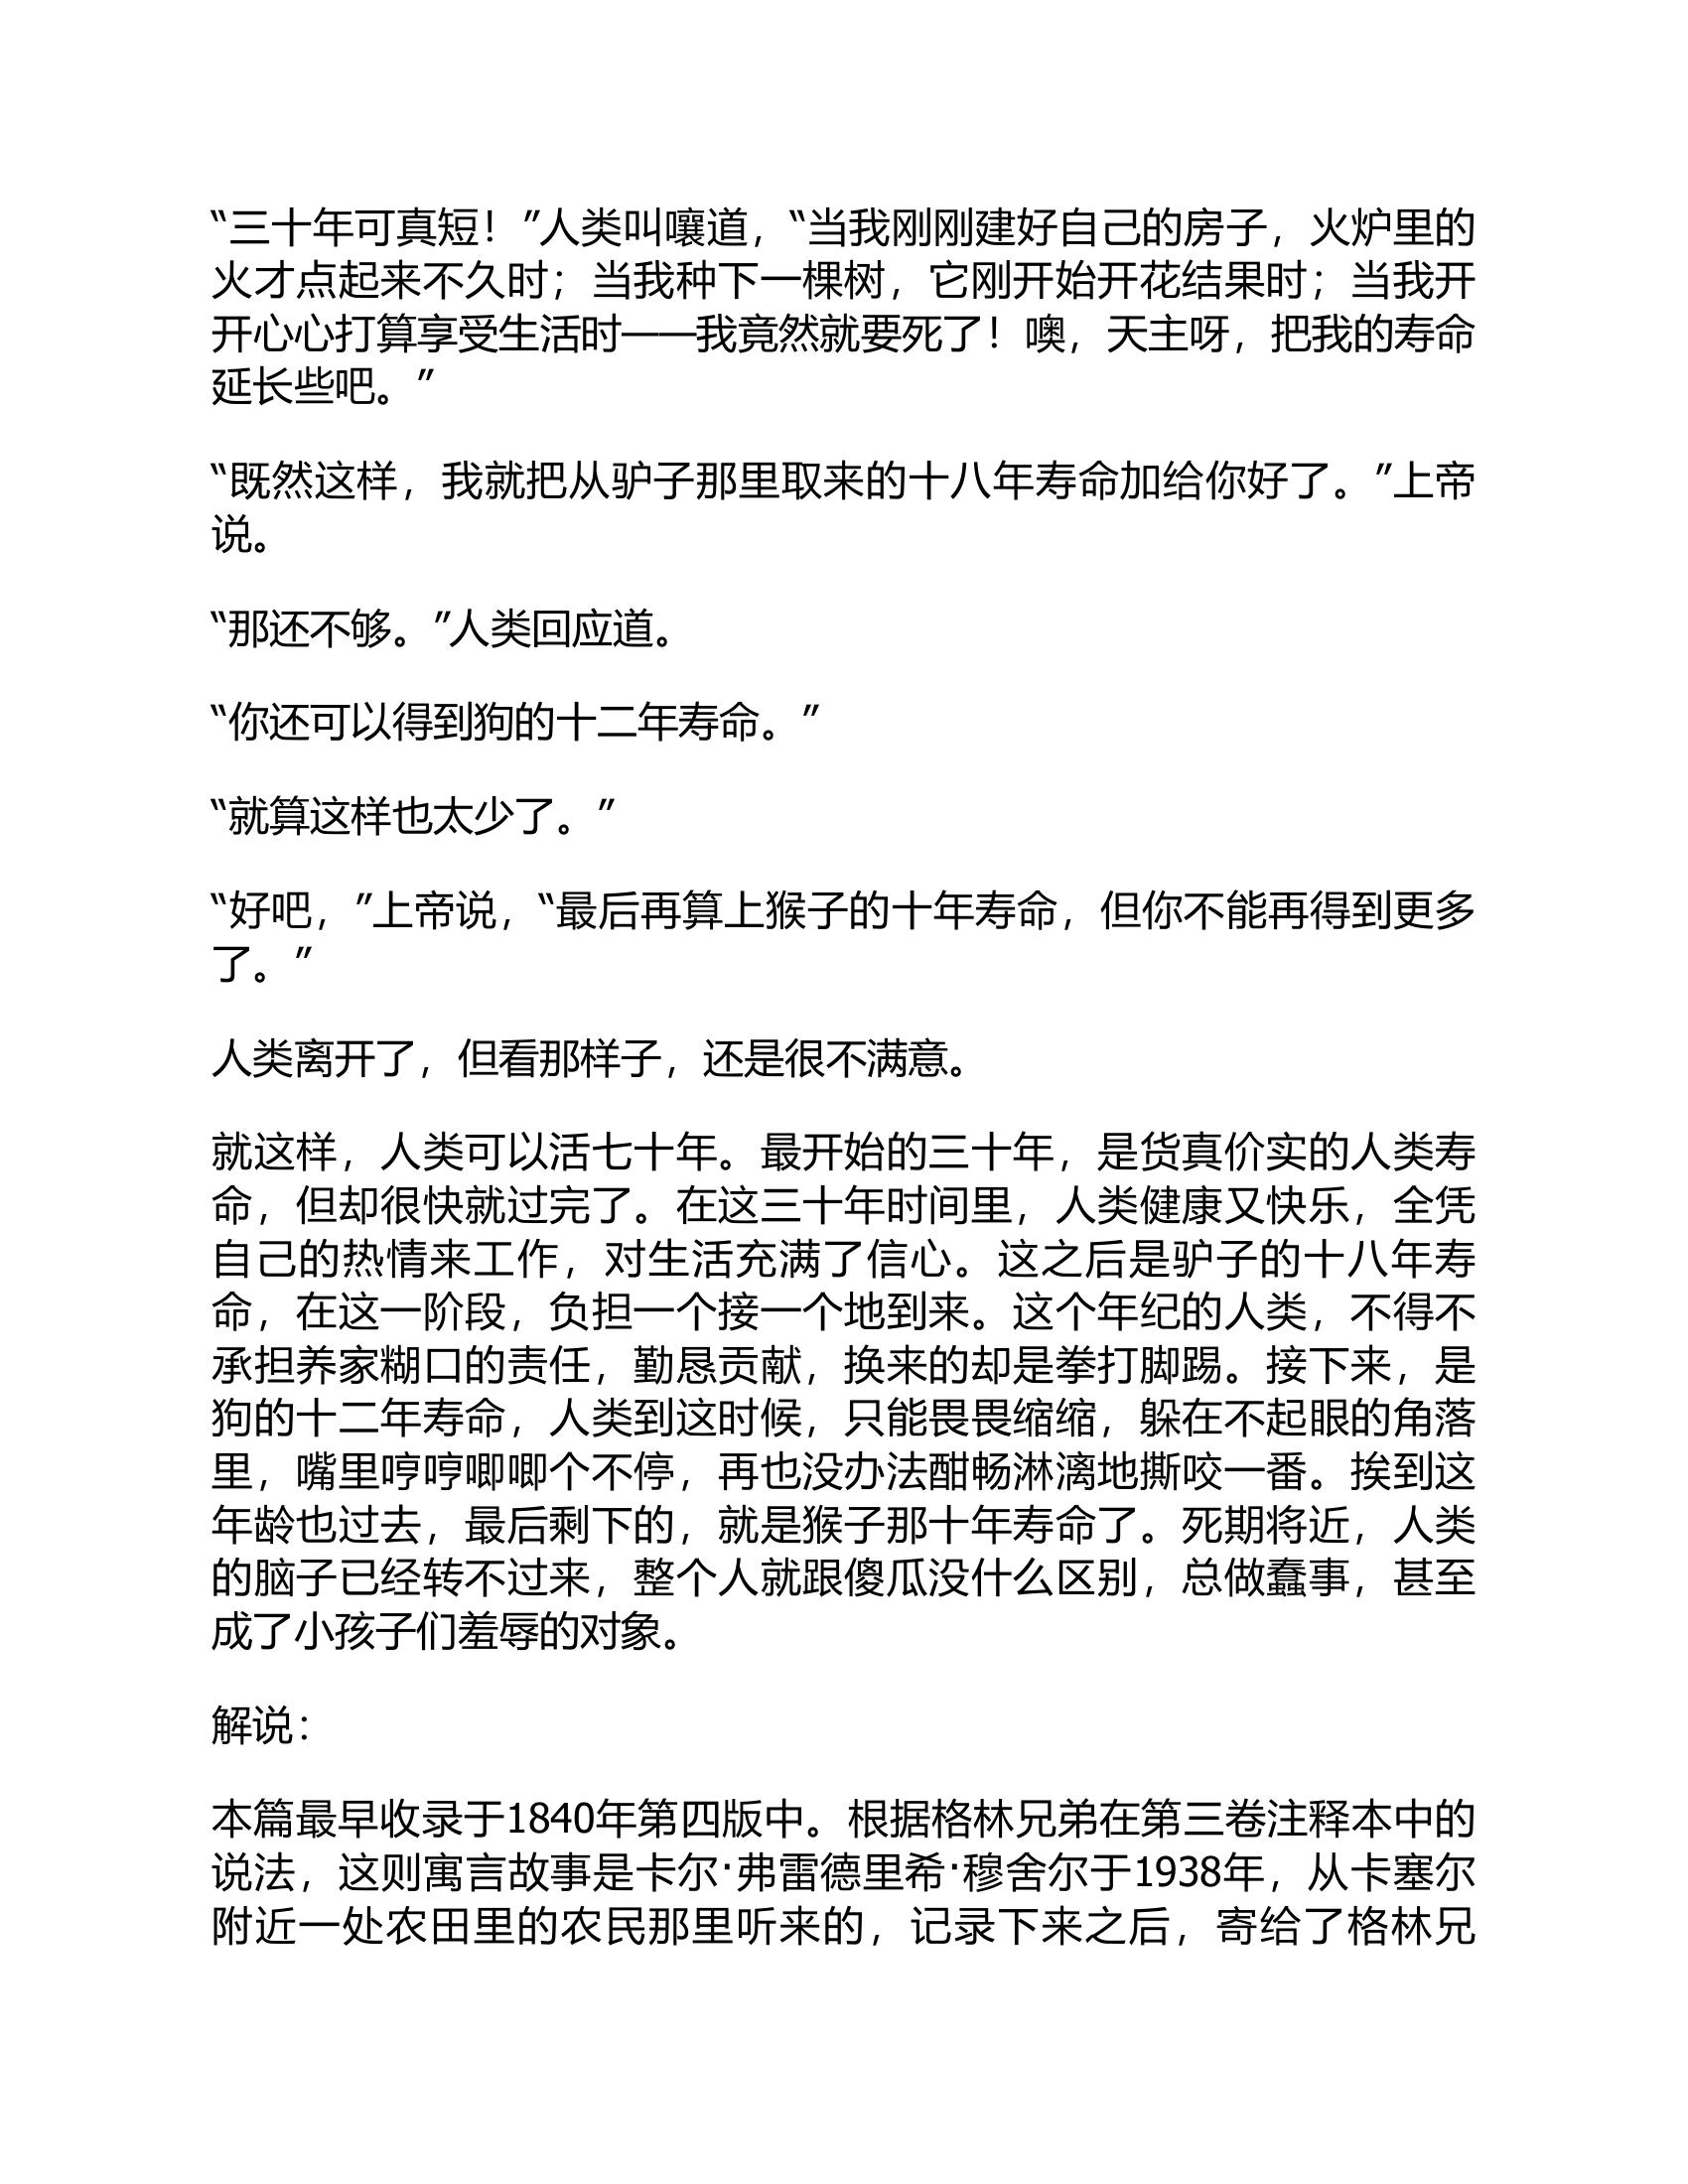 “三十年可真短！”人类叫嚷道，“当我刚刚建好自己的房子，火炉里的
火才点起来不久时；当我种下一棵树，它刚开始开花结果时；当我开
开心心打算享受生活时——我竟然就要死了！噢，天主呀，把我的寿命
延长些吧。”
“既然这样，我就把从驴子那里取来的十八年寿命加给你好了。”上帝
说。
“那还不够。”人类回应道。
“你还可以得到狗的十二年寿命。”
“就算这样也太少了。”
“好吧，”上帝说，“最后再算上猴子的十年寿命，但你不能再得到更多
了。”
人类离开了，但看那样子，还是很不满意。
就这样，人类可以活七十年。最开始的三十年，是货真价实的人类寿
命，但却很快就过完了。在这三十年时间里，人类健康又快乐，全凭
自己的热情来工作，对生活充满了信心。这之后是驴子的十八年寿
命，在这一阶段，负担一个接一个地到来。这个年纪的人类，不得不
承担养家糊口的责任，勤恳贡献，换来的却是拳打脚踢。接下来，是
狗的十二年寿命，人类到这时候，只能畏畏缩缩，躲在不起眼的角落
里，嘴里哼哼唧唧个不停，再也没办法酣畅淋漓地撕咬一番。挨到这
年龄也过去，最后剩下的，就是猴子那十年寿命了。死期将近，人类
的脑子已经转不过来，整个人就跟傻瓜没什么区别，总做蠢事，甚至
成了小孩子们羞辱的对象。
解说：
本篇最早收录于1840年第四版中。根据格林兄弟在第三卷注释本中的
说法，这则寓言故事是卡尔·弗雷德里希·穆舍尔于1938年，从卡塞尔
附近一处农田里的农民那里听来的，记录下来之后，寄给了格林兄